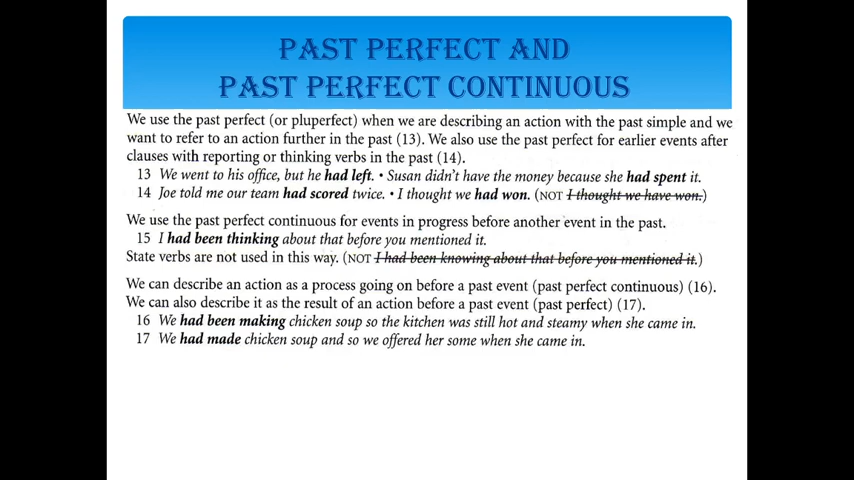 PAST PERFECT AND
PAST PERFECT CONTINUOUS
We use the past perfect (or pluperfect) when we are describing an action with the past simple and we
want to refer to an action further in the past (13). We also use the past perfect for earlier events after
clauses with reporting or thinking verbs in the past (14).
13 We went to his office, but he had left. • Susan didn't have the money because she had spent it.
14 Joe told me our team had scored twice. • I thought we had won. (NOT I thought we have won.)
We use the past perfect continuous for events in progress before another event in the past.
15 I had been thinking about that before you mentioned it.
State verbs are not used in this way. (NOT I had been knowing about that before you mentioned it.)
We can describe an action as a process going on before a past event (past perfect continuous) (16).
We can also describe it as the result of an action before a past event (past perfect) (17).
16 We had been making chicken soup so the kitchen was still hot and steamy when she came in.
17 We had made chicken soup and so we offered her some when she came in.